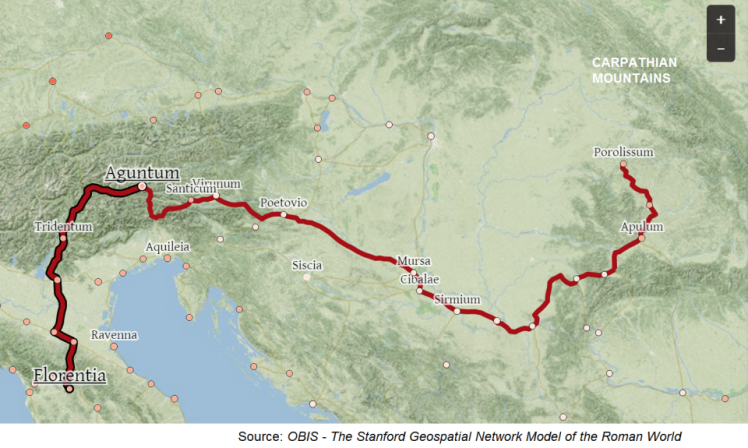 +
−
CARPATHIAN
MOUNTAINS
Porolissum
Aguntum
Virunum
Santicum
Poetovio
Tridentum
Apulum
Aquileia
Mursa
Siscia
Cibalae
Sirmium
Ravenna
Florentia
Source: OBIS - The Stanford Geospatial Network Model of the Roman World